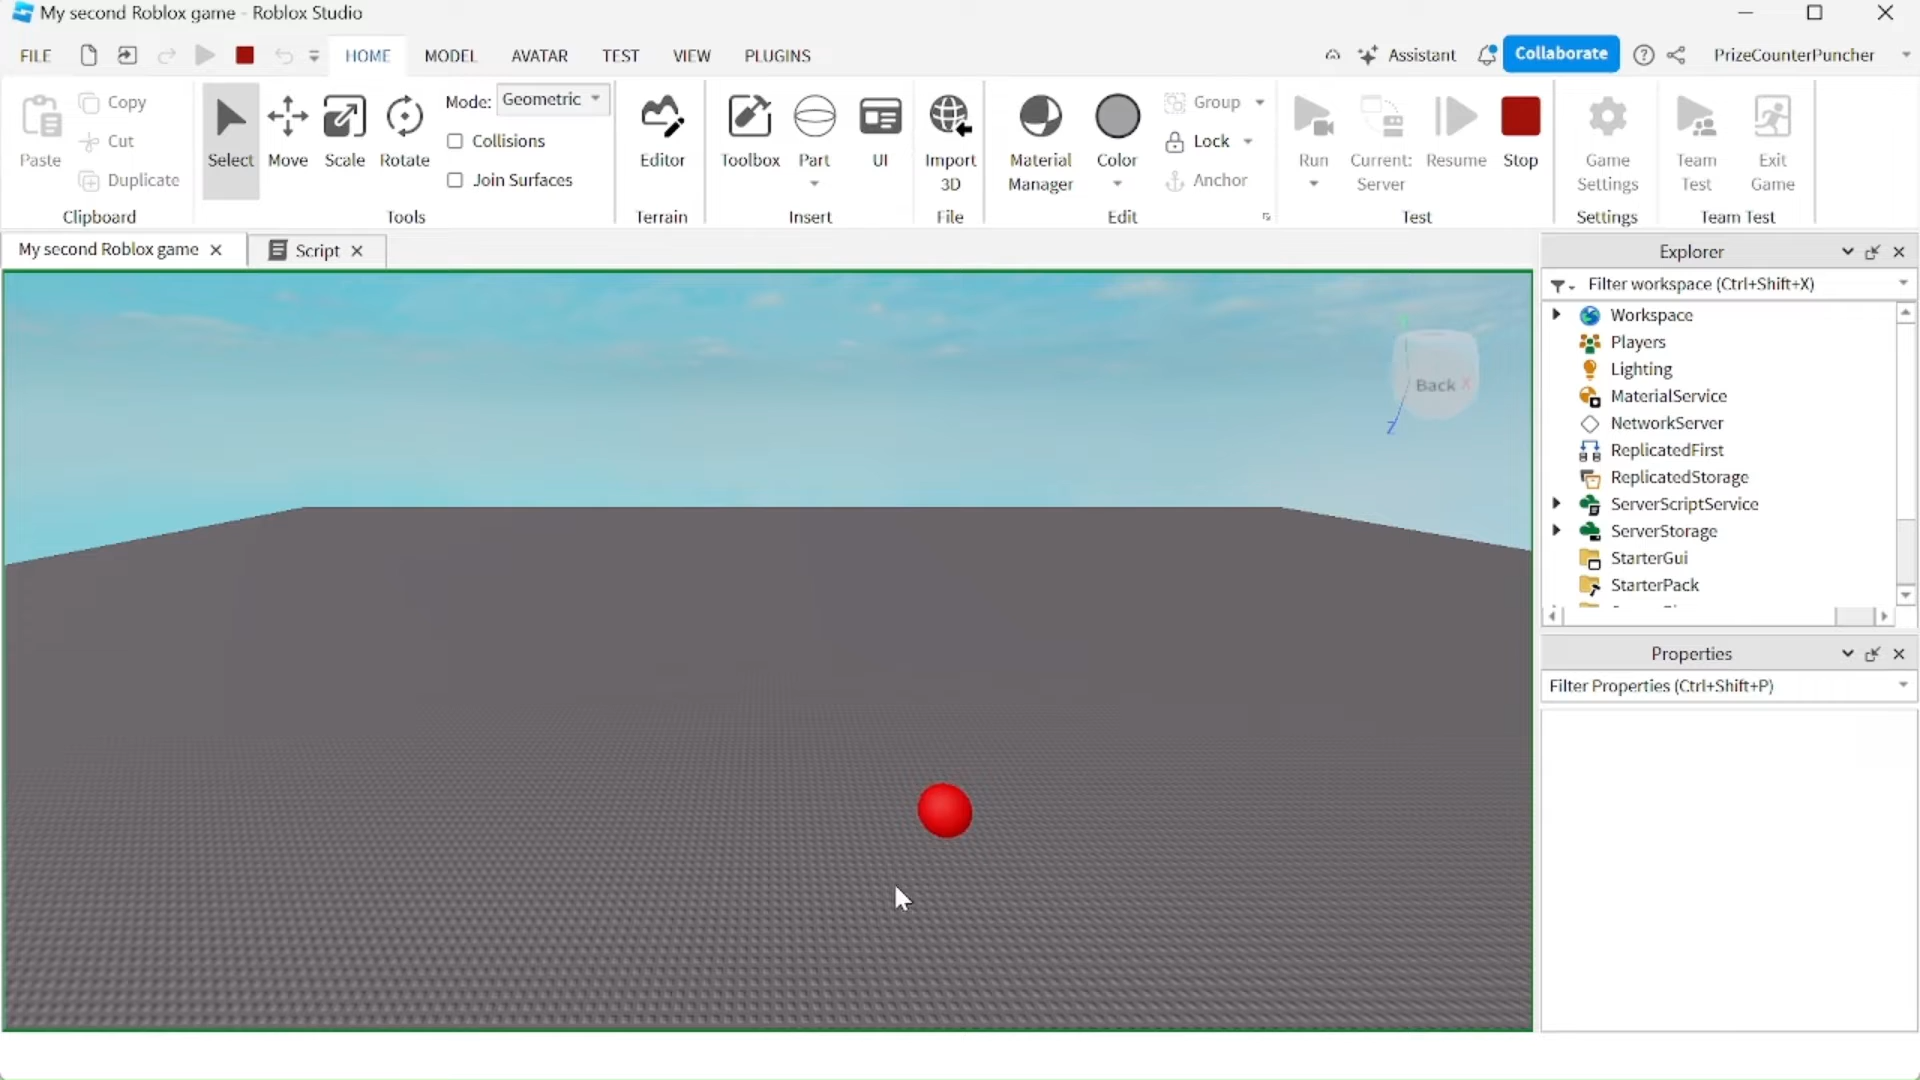 My second Roblox game - Roblox Studio
FILE HOME MODEL AVATAR TEST VIEW PLUGINS Assistant Collaborate PrizeCounterPuncher
Paste
Copy
Cut
Duplicate
Clipboard
Select
Move
Scale
Rotate
Mode: Geometric
Collisions
Join Surfaces
Tools
Editor
Terrain
Toolbox
Part
UI
Insert
Import
3D
File
Material
Manager
Color
Group
Lock
Anchor
Edit
Run
Current:
Server
Resume
Stop
Test
Game
Settings
Settings
Team
Test
Exit
Game
Team Test
My second Roblox game
Script
Back X
Z
Explorer
Filter workspace (Ctrl+Shift+X)
Workspace
Players
Lighting
MaterialService
NetworkServer
ReplicatedFirst
ReplicatedStorage
ServerScriptService
ServerStorage
StarterGui
StarterPack
Properties
Filter Properties (Ctrl+Shift+P)